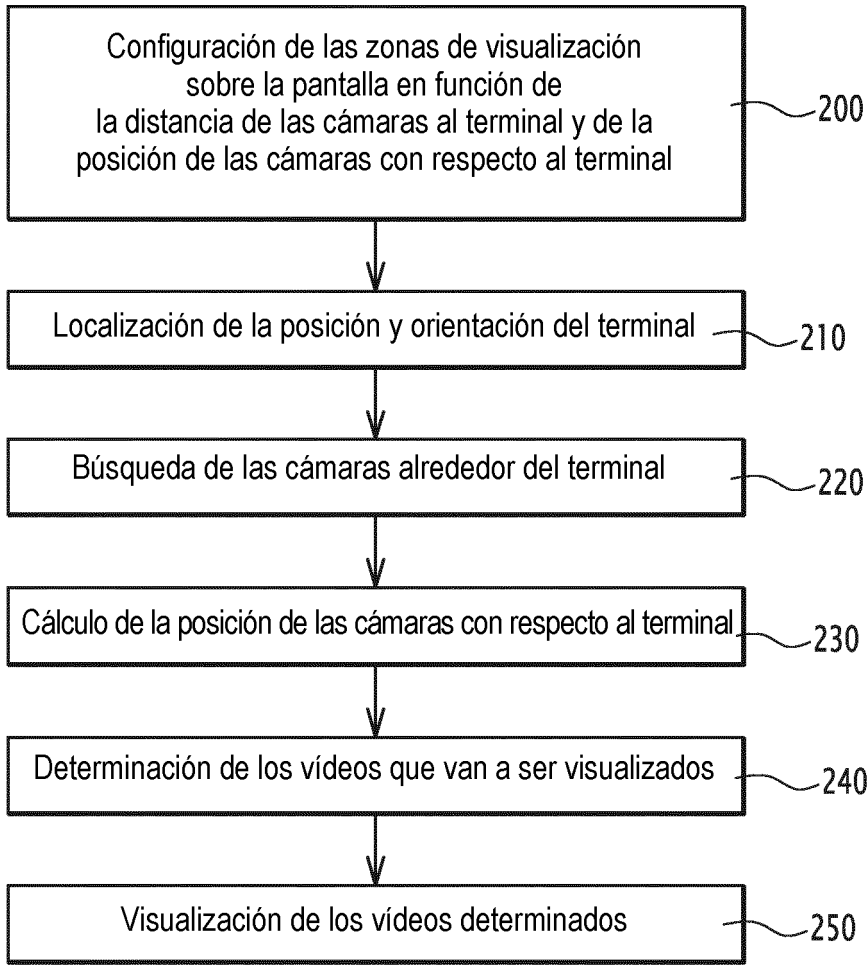 Configuración de las zonas de visualización
sobre la pantalla en función de
la distancia de las cámaras al terminal y de la
posición de las cámaras con respecto al terminal
200
Localización de la posición y orientación del terminal
210
Búsqueda de las cámaras alrededor del terminal
220
Cálculo de la posición de las cámaras con respecto al terminal
230
Determinación de los vídeos que van a ser visualizados
240
Visualización de los vídeos determinados
250